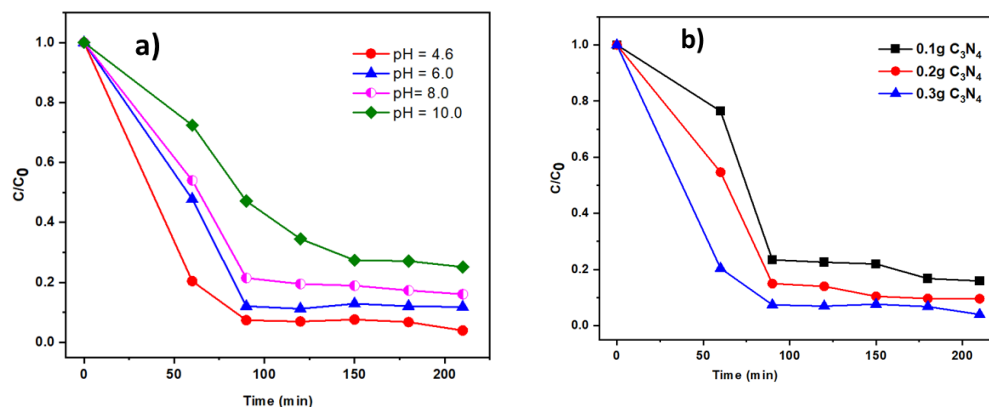 a)
pH = 4.6
pH = 6.0
pH= 8.0
pH = 10.0
1.0
0.8
0.6
0.4
0.2
0.0
C/C₀
0
50
100
150
200
Time (min)
b)
0.1g C₃N₄
0.2g C₃N₄
0.3g C₃N₄
1.0
0.8
0.6
0.4
0.2
0.0
C/C₀
0
50
100
150
200
Time (min)